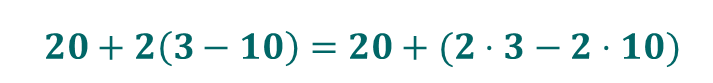 20 + 2(3 − 10) = 20 + (2 · 3 − 2 · 10)